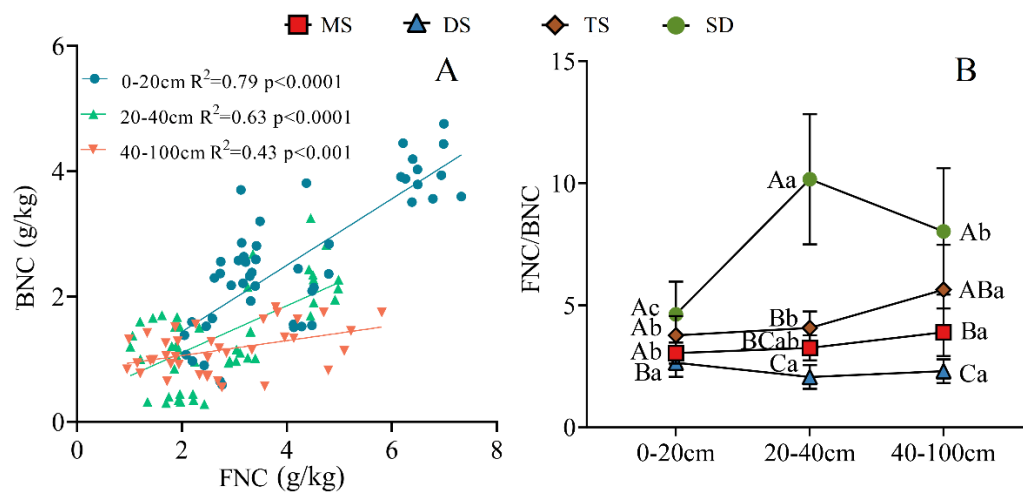 MS DS TS SD
A
0-20cm R²=0.79 p<0.0001
20-40cm R²=0.63 p<0.0001
40-100cm R²=0.43 p<0.001
BNC (g/kg)
6
4
2
0
0 2 4 6 8
FNC (g/kg)
B
FNC/BNC
15
10
5
0
Aa
Ab
Ac
ABa
Ab
Bb
Ba
BCab
Ab
Ca
Ba
Ca
0-20cm 20-40cm 40-100cm